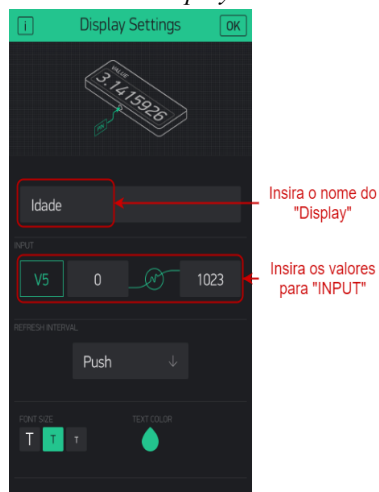 i Display Settings OK
VALUE
3.1415926
PIN
Idade
Insira o nome do
"Display"
INPUT
V5 0 1023
Insira os valores
para "INPUT"
REFRESH INTERVAL
Push ↓
FONT SIZE TEXT COLOR
T T T